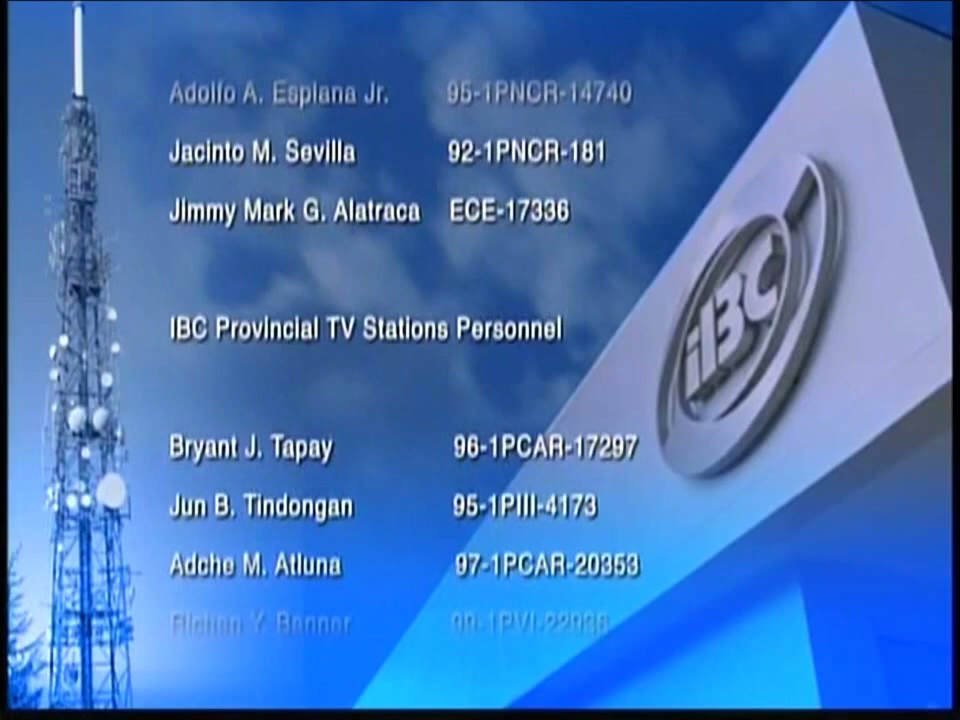 Adolfo A. Esplana Jr. 95-1PNCR-14740
Jacinto M. Sevilla 92-1PNCR-181
Jimmy Mark G. Alatraca ECE-17336
IBC Provincial TV Stations Personnel
iBC
Bryant J. Tapay 96-1PCAR-17297
Jun B. Tindongan 95-1PIII-4173
Adche M. Atluna 97-1PCAR-20353
Y.